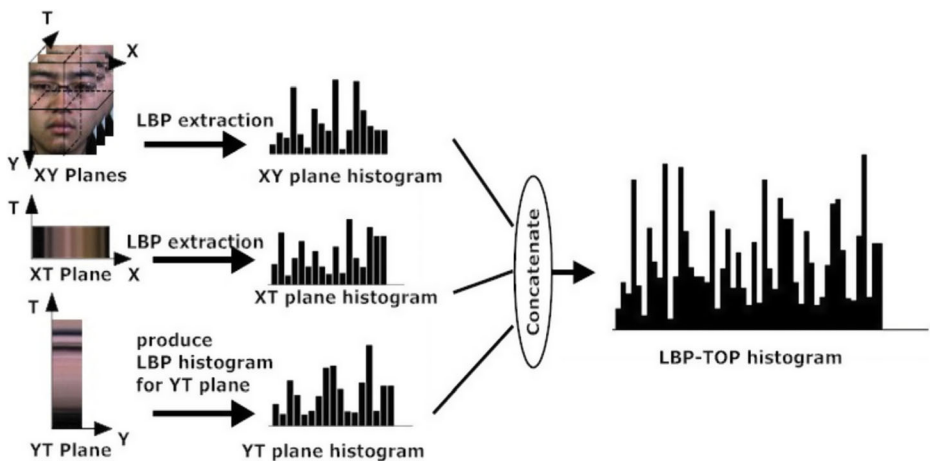 T
X
Y
XY Planes
LBP extraction
XY plane histogram
T
XT Plane
X
LBP extraction
XT plane histogram
T
YT Plane
Y
produce
LBP histogram
for YT plane
YT plane histogram
Concatenate
LBP-TOP histogram